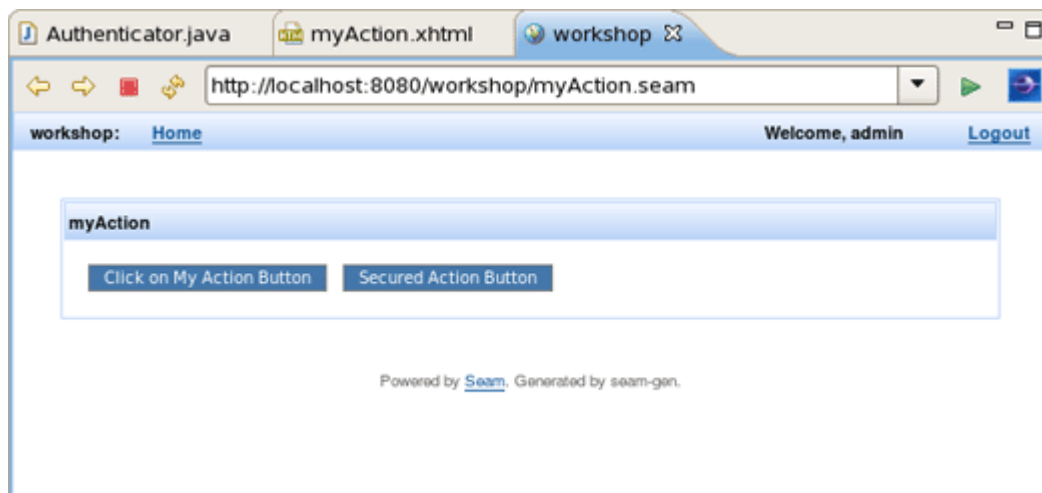 Authenticator.java myAction.xhtml workshop
http://localhost:8080/workshop/myAction.seam
workshop: Home Welcome, admin Logout
myAction
Click on My Action Button Secured Action Button
Powered by Seam. Generated by seam-gen.